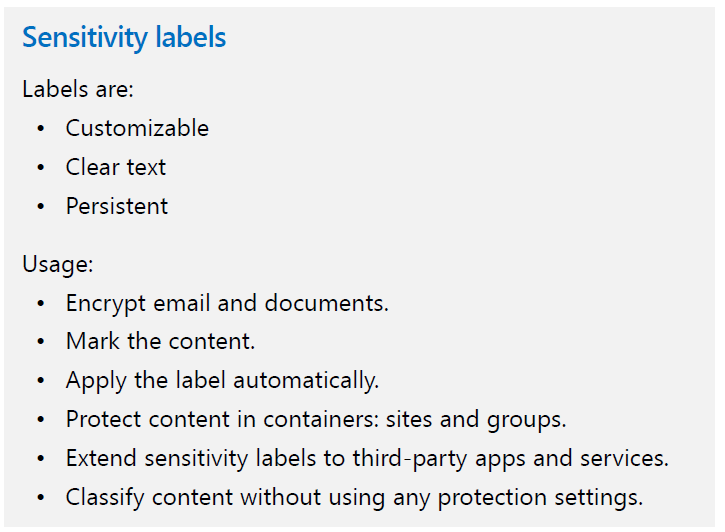 Sensitivity labels
Labels are:
• Customizable
• Clear text
• Persistent
Usage:
• Encrypt email and documents.
• Mark the content.
• Apply the label automatically.
• Protect content in containers: sites and groups.
• Extend sensitivity labels to third-party apps and services.
• Classify content without using any protection settings.